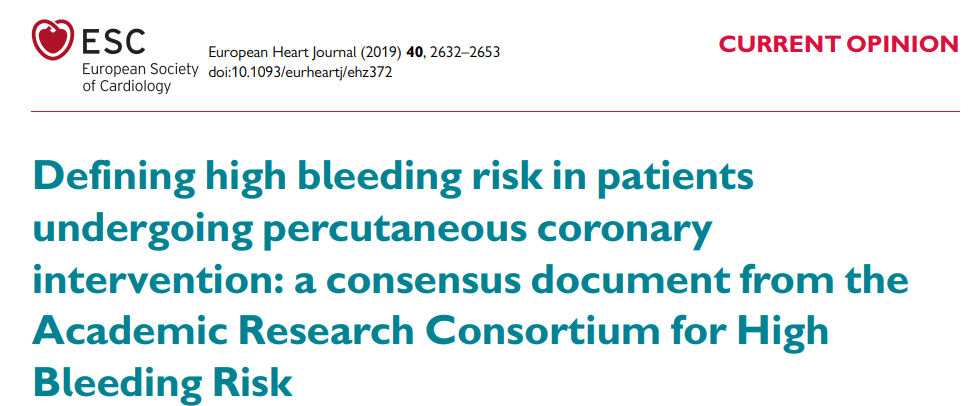 ESC
European Society
of Cardiology
European Heart Journal (2019) 40, 2632–2653
doi:10.1093/eurheartj/ehz372
CURRENT OPINION
Defining high bleeding risk in patients
undergoing percutaneous coronary
intervention: a consensus document from the
Academic Research Consortium for High
Bleeding Risk